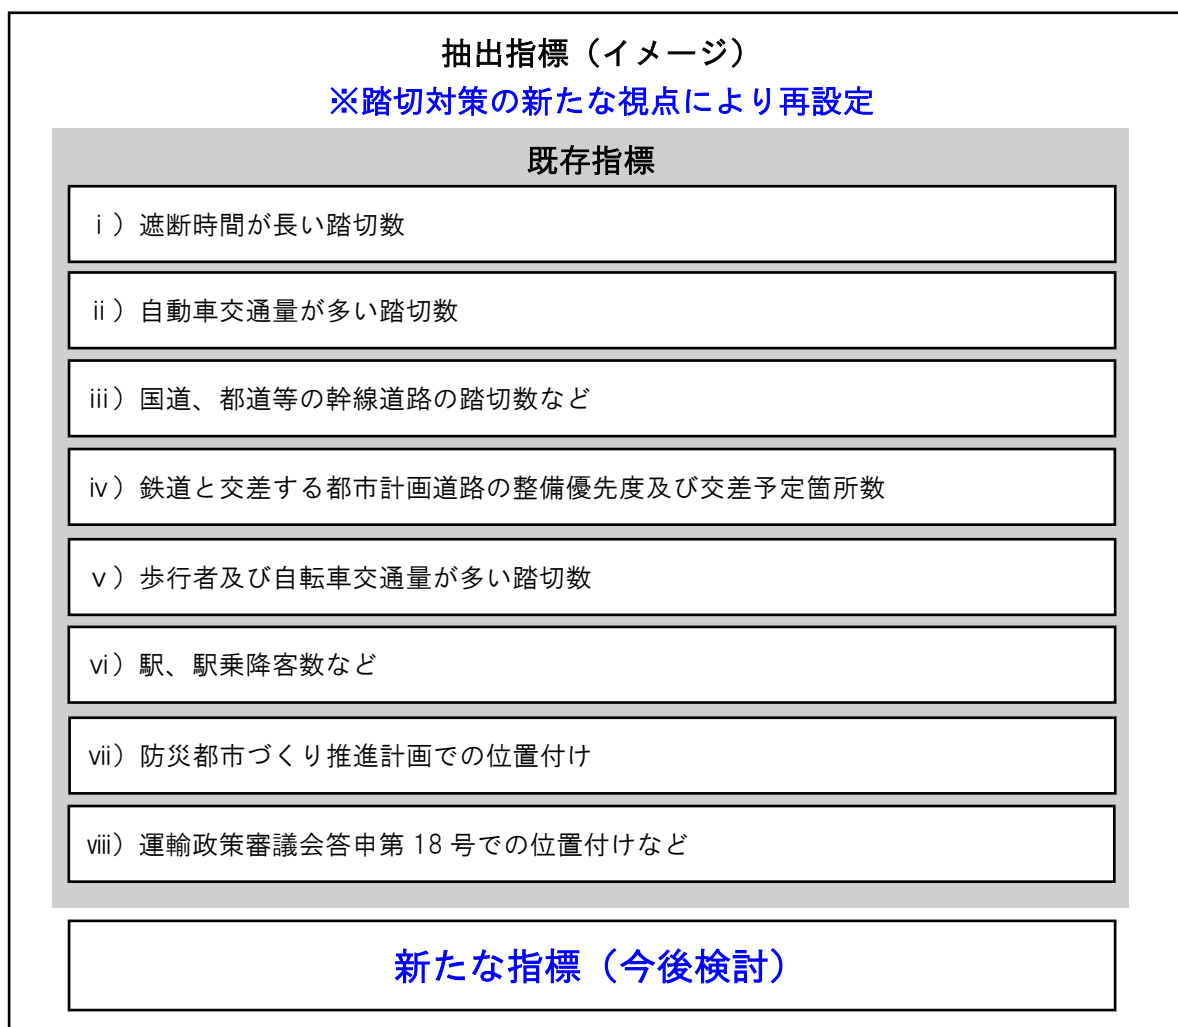 抽出指標（イメージ）
※踏切対策の新たな視点により再設定
既存指標
ⅰ）遮断時間が長い踏切数
ⅱ）自動車交通量が多い踏切数
ⅲ）国道、都道等の幹線道路の踏切数など
ⅳ）鉄道と交差する都市計画道路の整備優先度及び交差予定箇所数
ⅴ）歩行者及び自転車交通量が多い踏切数
ⅵ）駅、駅乗降客数など
ⅶ）防災都市づくり推進計画での位置付け
ⅷ）運輸政策審議会答申第 18 号での位置付けなど
新たな指標（今後検討）